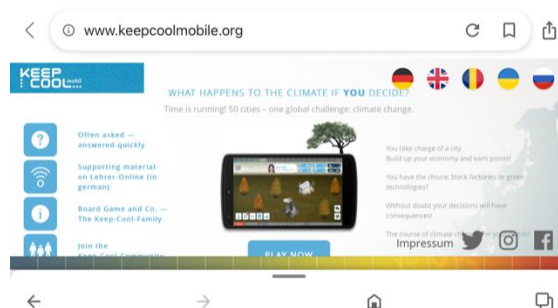 www.keepcoolmobile.org
KEEP
COOL mobil
WHAT HAPPENS TO THE CLIMATE IF YOU DECIDE?
Time is running! 50 cities – one global challenge: climate change.
Often asked —
answered quickly
Supporting material
on Lehrer-Online (in
german)
Board Game and Co. —
The Keep-Cool-Family
Join the
Keep Cool Community
You take charge of a city.
Build up your economy and earn points!
You have the choice: black factories or green
technologies?
Without doubt your decisions will have
consequences!
The course of climate
PLAY NOW
Impressum